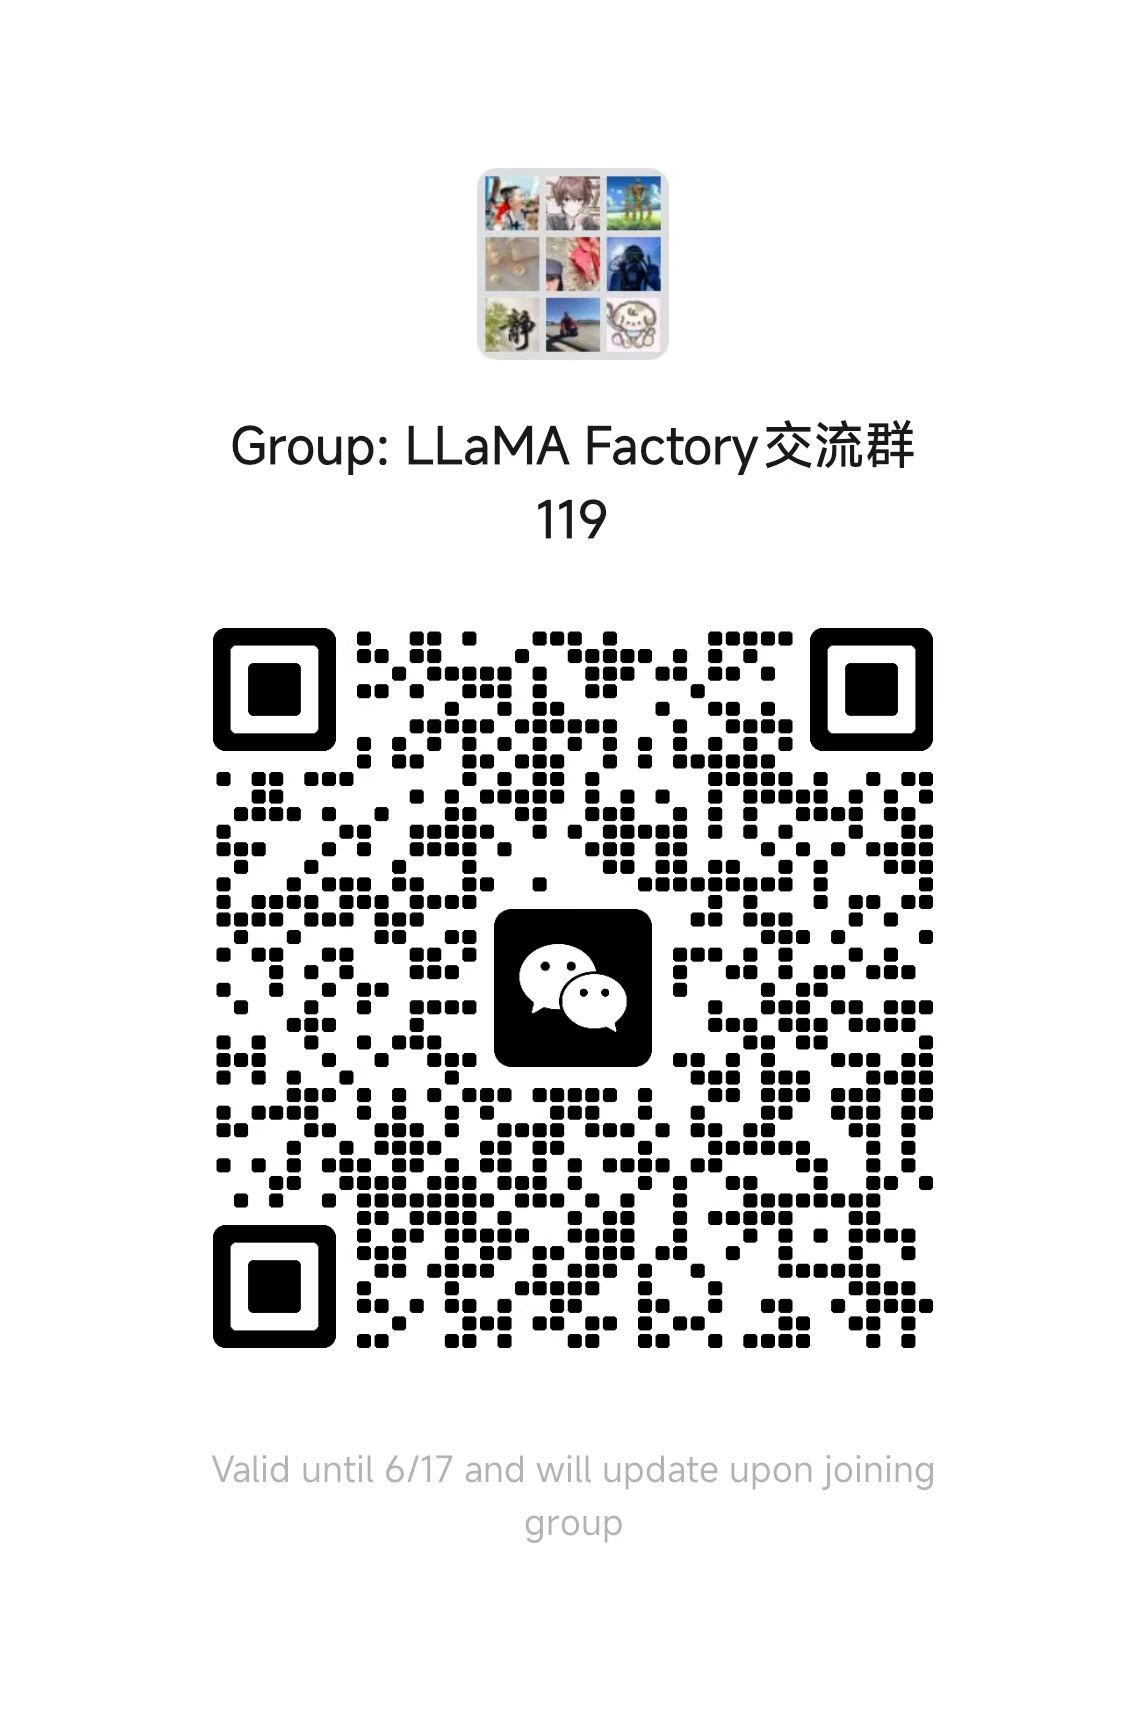 静
Group: LLaMA Factory交流群
119
Valid until 6/17 and will update upon joining
group